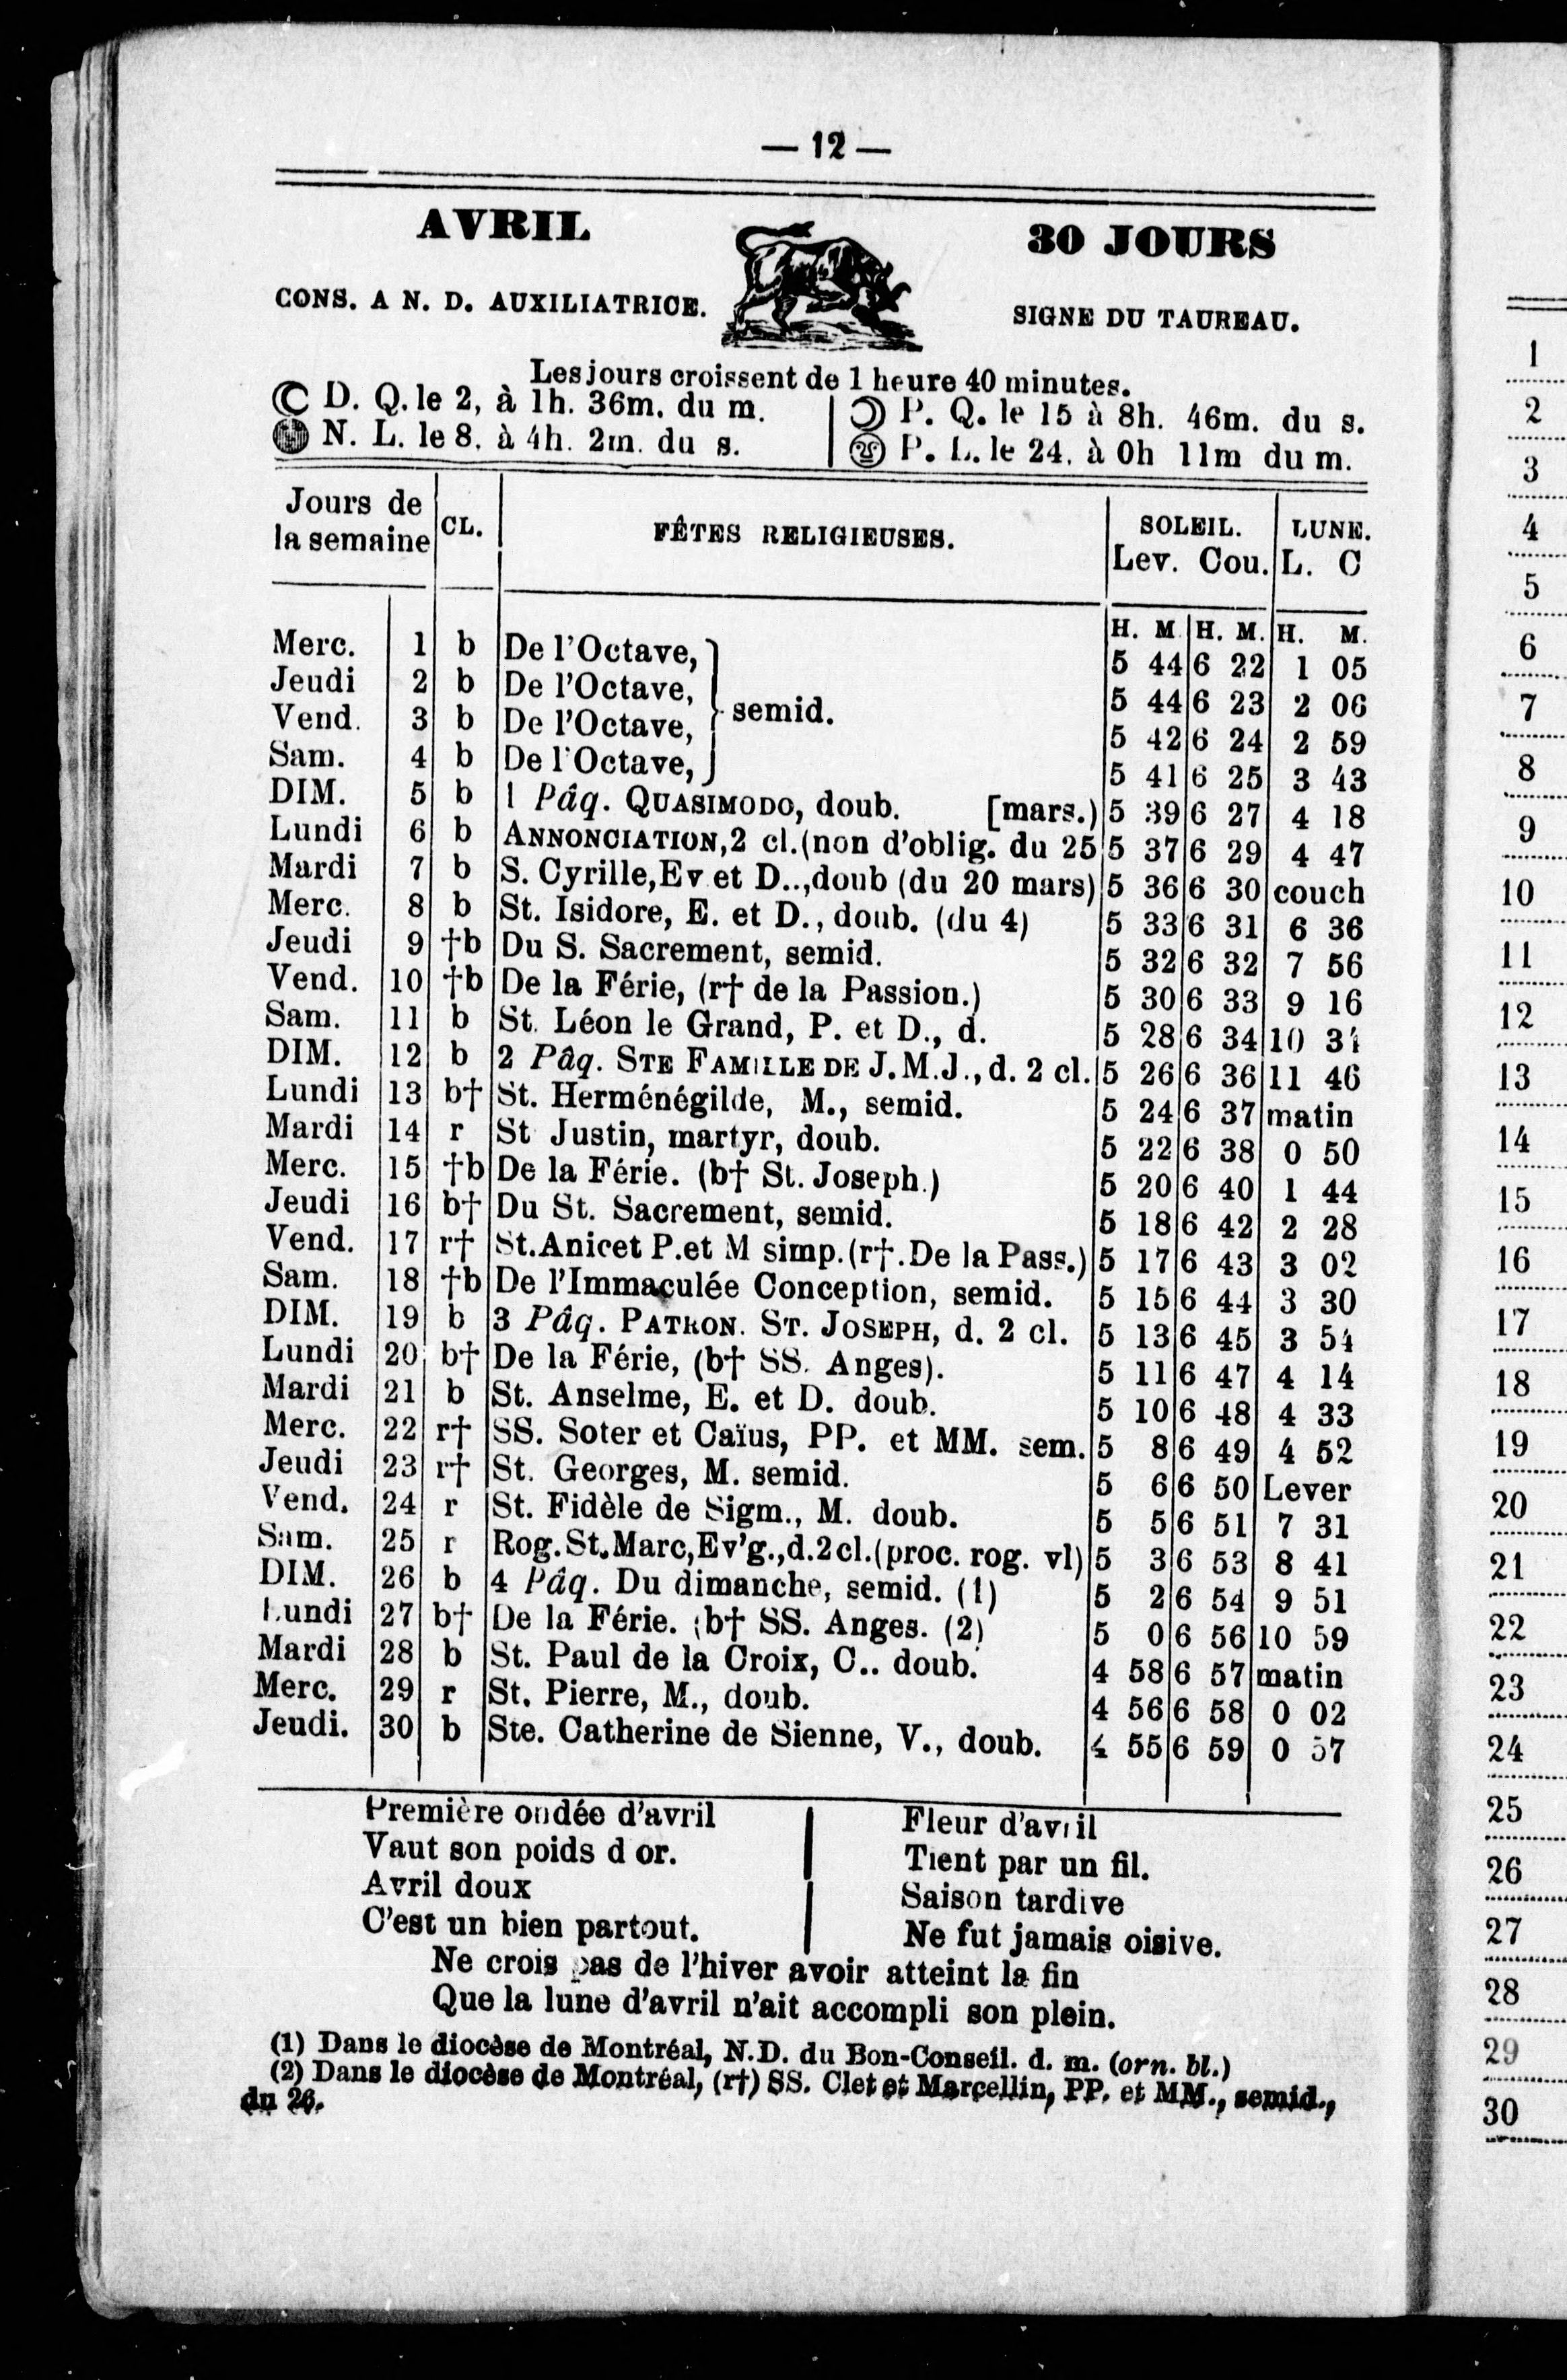 — 12 —
AVRIL
30 JOURS
CONS. A N. D. AUXILIATRICE.
SIGNE DU TAUREAU.
Les jours croissent de 1 heure 40 minutes.
D. Q. le 2, à 1h. 36m. du m.
P. Q. le 15 à 8h. 46m. du s.
N. L. le 8. à 4h. 2m. du s.
P. L. le 24. à 0h 11m du m.
Jours de la semaine | CL. | FÊTES RELIGIEUSES. | SOLEIL. Lev. Cou. | LUNE. L. C
H. M. H. M. H. M.
Merc. 1 b De l'Octave, 5 44 6 22 1 05
Jeudi 2 b De l'Octave, 5 44 6 23 2 06
semid.
Vend. 3 b De l'Octave, 5 42 6 24 2 59
Sam. 4 b De l'Octave, 5 41 6 25 3 43
DIM. 5 b 1 Pâq. QUASIMODO, doub. [mars.) 5 39 6 27 4 18
Lundi 6 b ANNONCIATION, 2 cl. (non d'oblig. du 25 5 37 6 29 4 47
Mardi 7 b S. Cyrille, Ev. et D.., doub (du 20 mars) 5 36 6 30 couch
Merc. 8 b St. Isidore, E. et D., doub. (du 4) 5 33 6 31 6 36
Jeudi 9 †b Du S. Sacrement, semid. 5 32 6 32 7 56
Vend. 10 †b De la Férie, (r† de la Passion.) 5 30 6 33 9 16
Sam. 11 b St. Léon le Grand, P. et D., d. 5 28 6 34 10 34
DIM. 12 b 2 Pâq. STE FAMILLE DE J. M. J., d. 2 cl. 5 26 6 36 11 46
Lundi 13 b† St. Herménégilde, M., semid. 5 24 6 37 matin
Mardi 14 r St Justin, martyr, doub. 5 22 6 38 0 50
Merc. 15 †b De la Férie. (b† St. Joseph.) 5 20 6 40 1 44
Jeudi 16 b† Du St. Sacrement, semid. 5 18 6 42 2 28
Vend. 17 r† St. Anicet P. et M simp. (r†. De la Pass.) 5 17 6 43 3 02
Sam. 18 †b De l'Immaculée Conception, semid. 5 15 6 44 3 30
DIM. 19 b 3 Pâq. PATRON. ST. JOSEPH, d. 2 cl. 5 13 6 45 3 54
Lundi 20 b† De la Férie, (b† SS. Anges). 5 11 6 47 4 14
Mardi 21 b St. Anselme, E. et D. doub. 5 10 6 48 4 33
Merc. 22 r† SS. Soter et Caïus, PP. et MM. sem. 5 8 6 49 4 52
Jeudi 23 r† St. Georges, M. semid. 5 6 6 50 Lever
Vend. 24 r St. Fidèle de Sigm., M. doub. 5 5 6 51 7 31
Sam. 25 r Rog. St. Marc, Ev'g., d. 2 cl. (proc. rog. vl) 5 3 6 53 8 41
DIM. 26 b 4 Pâq. Du dimanche, semid. (1) 5 2 6 54 9 51
Lundi 27 b† De la Férie. (b† SS. Anges. (2) 5 0 6 56 10 59
Mardi 28 b St. Paul de la Croix, C.. doub. 4 58 6 57 matin
Merc. 29 r St. Pierre, M., doub. 4 56 6 58 0 02
Jeudi. 30 b Ste. Catherine de Sienne, V., doub. 4 55 6 59 0 57
Première ondée d'avril
Vaut son poids d'or.
Avril doux
C'est un bien partout.
Fleur d'avril
Tient par un fil.
Saison tardive
Ne fut jamais oisive.
Ne crois pas de l'hiver avoir atteint la fin
Que la lune d'avril n'ait accompli son plein.
(1) Dans le diocèse de Montréal, N.D. du Bon-Conseil. d. m. (orn. bl.)
(2) Dans le diocèse de Montréal, (r†) SS. Clet et Marcellin, PP. et MM., semid.,
du 26.
1
2
3
4
5
6
7
8
9
10
11
12
13
14
15
16
17
18
19
20
21
22
23
24
25
26
27
28
29
30